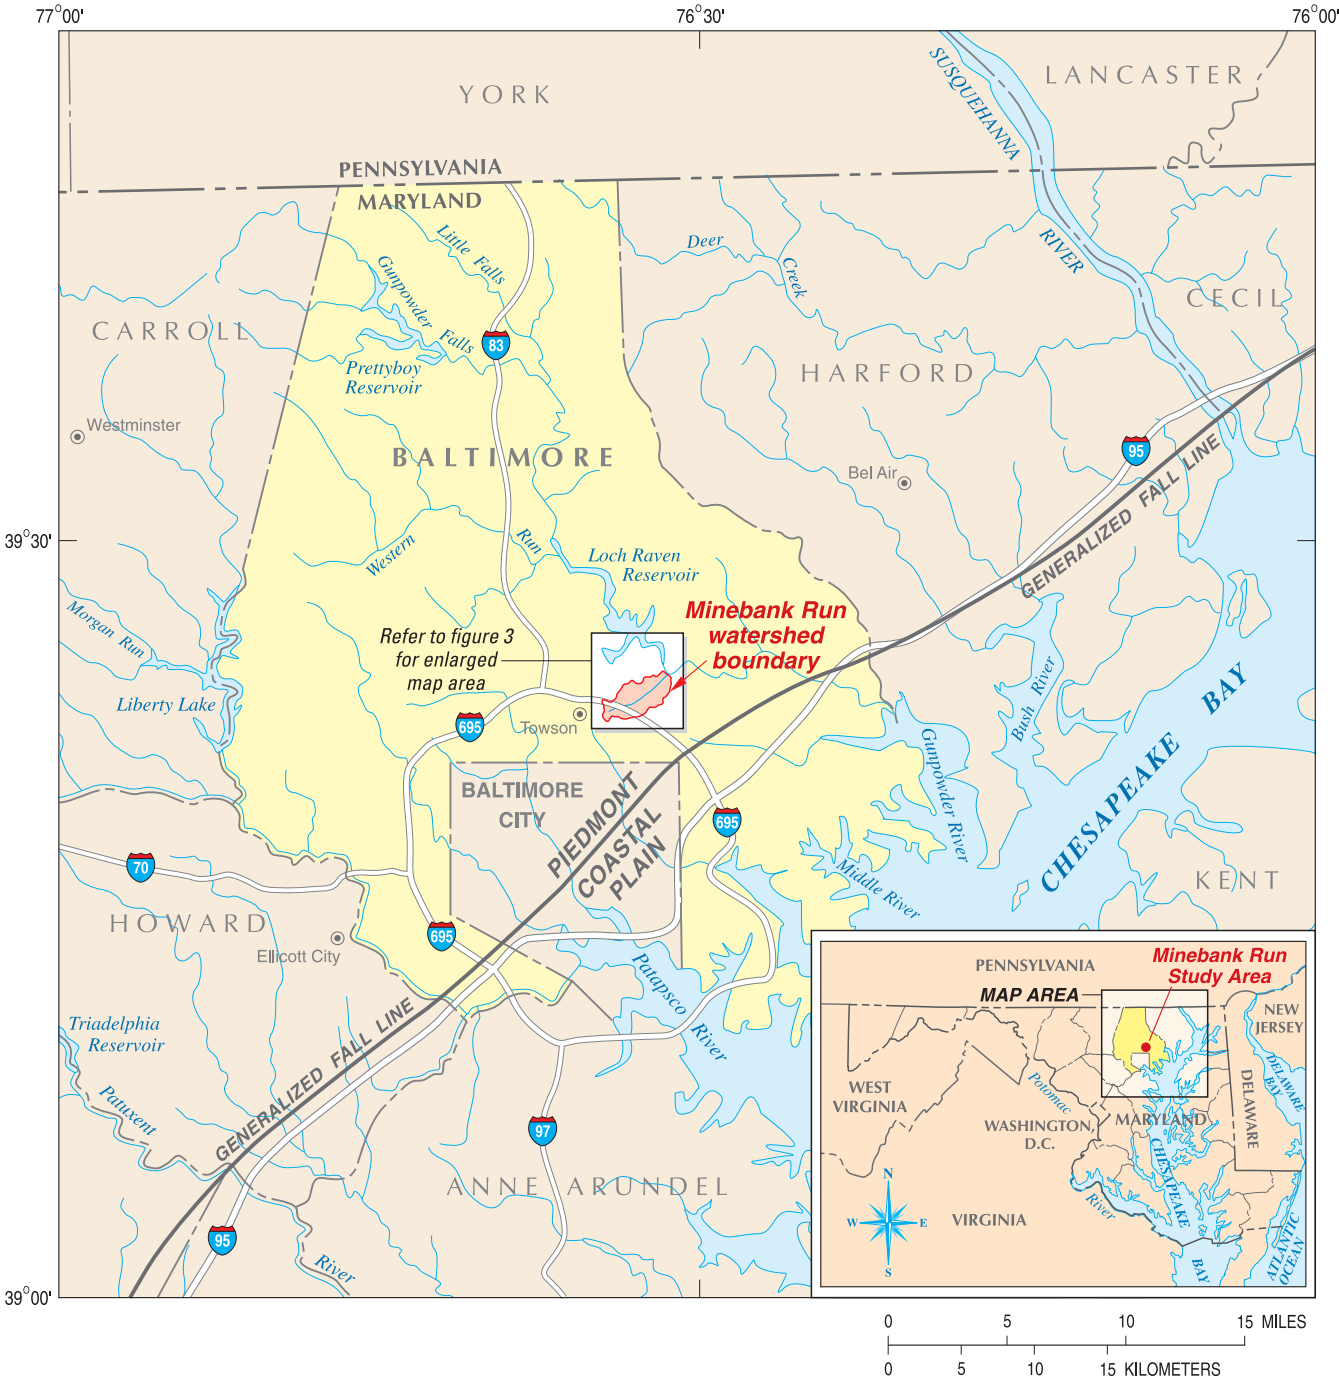 77°00'
76°30'
76°00'
YORK
LANCASTER
SUSQUEHANNA
RIVER
PENNSYLVANIA
MARYLAND
Little Falls
Deer
Creek
Gunpowder
Falls
CECIL
CARROLL
83
Prettyboy
Reservoir
HARFORD
Westminster
BALTIMORE
95
Bel Air
GENERALIZED FALL LINE
39°30'
Western
Run
Loch Raven
Reservoir
Morgan Run
Minebank Run
watershed
boundary
Refer to figure 3
for enlarged
map area
Liberty Lake
Bush River
BAY
CHESAPEAKE
695
Towson
Gunpowder River
BALTIMORE
CITY
PIEDMONT
COASTAL
PLAIN
695
70
Middle River
KENT
HOWARD
695
Ellicott City
Patapsco
River
Triadelphia
Reservoir
GENERALIZED FALL LINE
Patuxent
97
ANNE ARUNDEL
95
River
39°00'
PENNSYLVANIA
Minebank Run
Study Area
MAP AREA
NEW
JERSEY
DELAWARE
BAY
DELAWARE
WEST
VIRGINIA
Potomac
WASHINGTON,
D.C.
MARYLAND
CHESAPEAKE
River
BAY
N
W
E
S
VIRGINIA
ATLANTIC
OCEAN
0 5 10 15 MILES
0 5 10 15 KILOMETERS